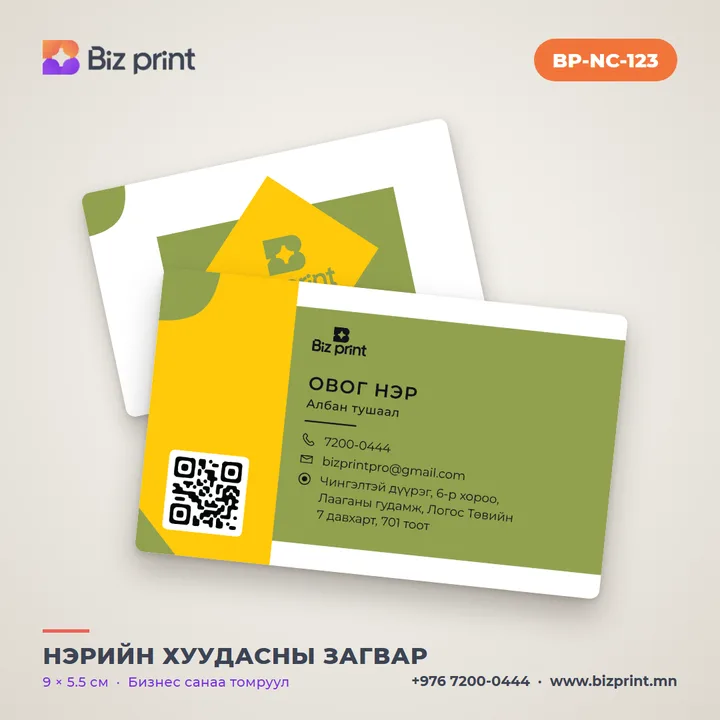 Biz print
BP-NC-123
Biz print
ОВОГ НЭР
Албан тушаал
7200-0444
bizprintpro@gmail.com
Чингэлтэй дүүрэг, 6-р хороо,
Лааганы гудамж, Логос Төвийн
7 давхарт, 701 тоот
НЭРИЙН ХУУДАСНЫ ЗАГВАР
9 × 5.5 см · Бизнес санаа томруул
+976 7200-0444 · www.bizprint.mn